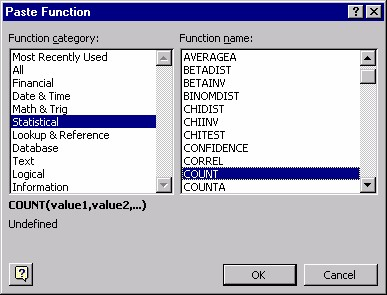 Paste Function
Function category:
Most Recently Used
All
Financial
Date & Time
Math & Trig
Statistical
Lookup & Reference
Database
Text
Logical
Information
Function name:
AVERAGEA
BETADIST
BETAINV
BINOMDIST
CHIDIST
CHIINV
CHITEST
CONFIDENCE
CORREL
COUNT
COUNTA
COUNT(value1,value2,...)
Undefined
OK
Cancel